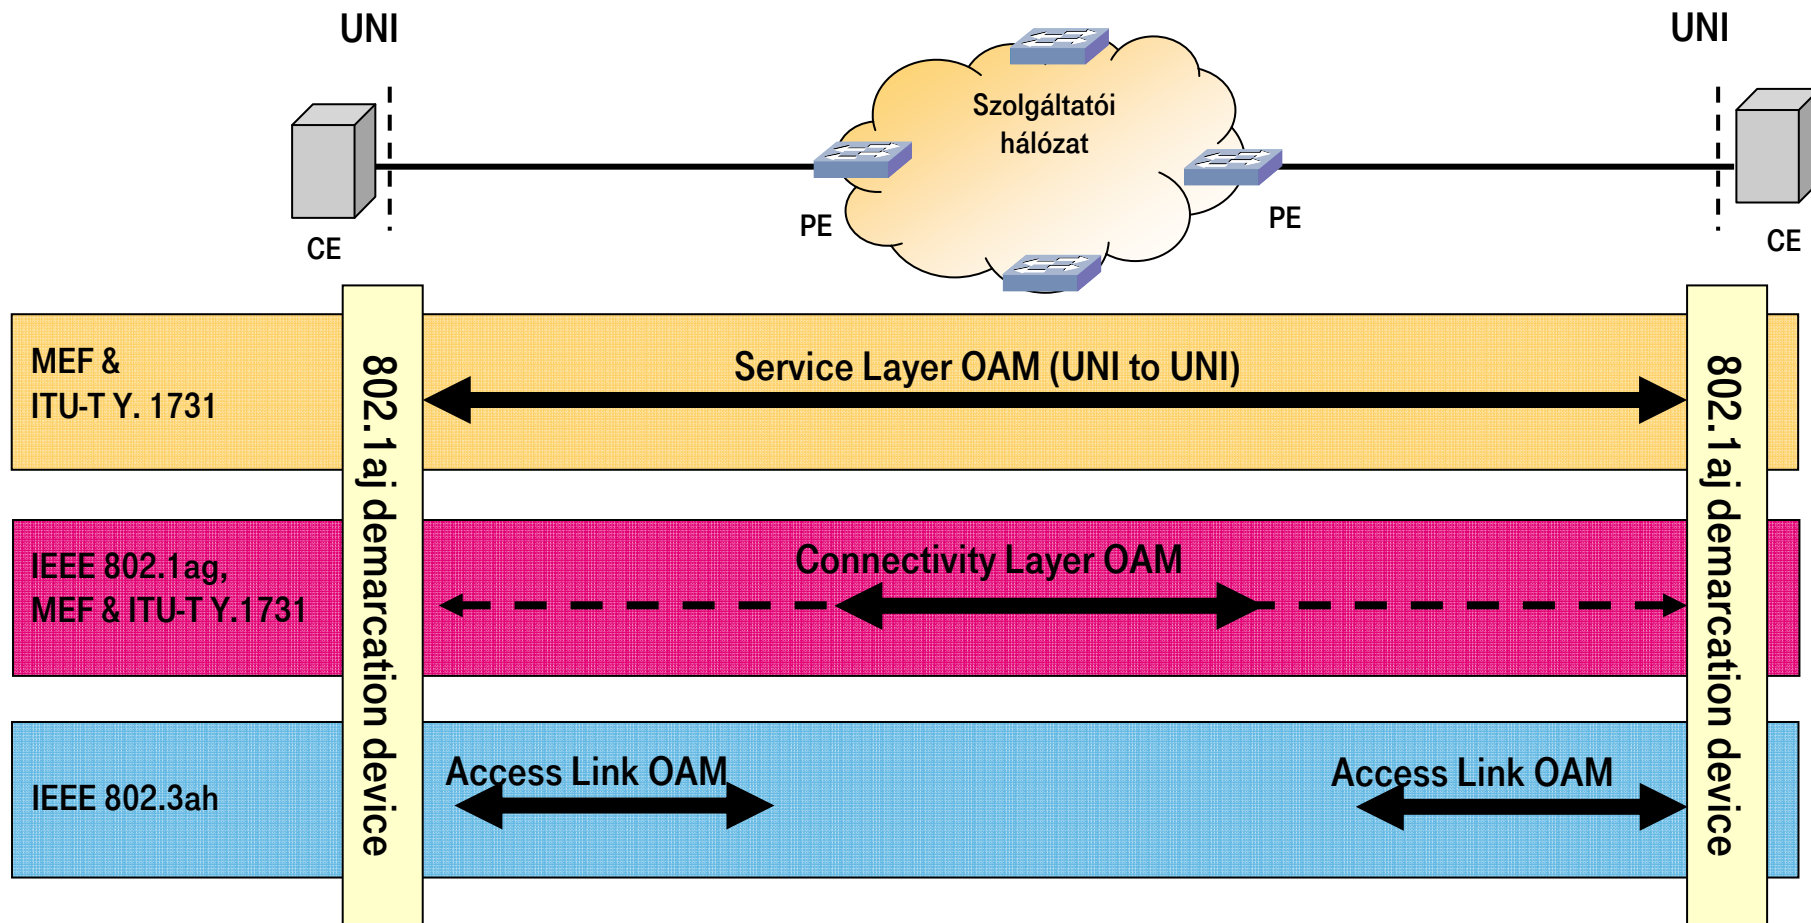 UNI
UNI
Szolgáltatói
hálózat
PE
PE
CE
CE
MEF &
ITU-T Y. 1731
Service Layer OAM (UNI to UNI)
IEEE 802.1ag,
MEF & ITU-T Y.1731
Connectivity Layer OAM
IEEE 802.3ah
Access Link OAM
Access Link OAM
802.1aj demarcation device
802.1aj demarcation device